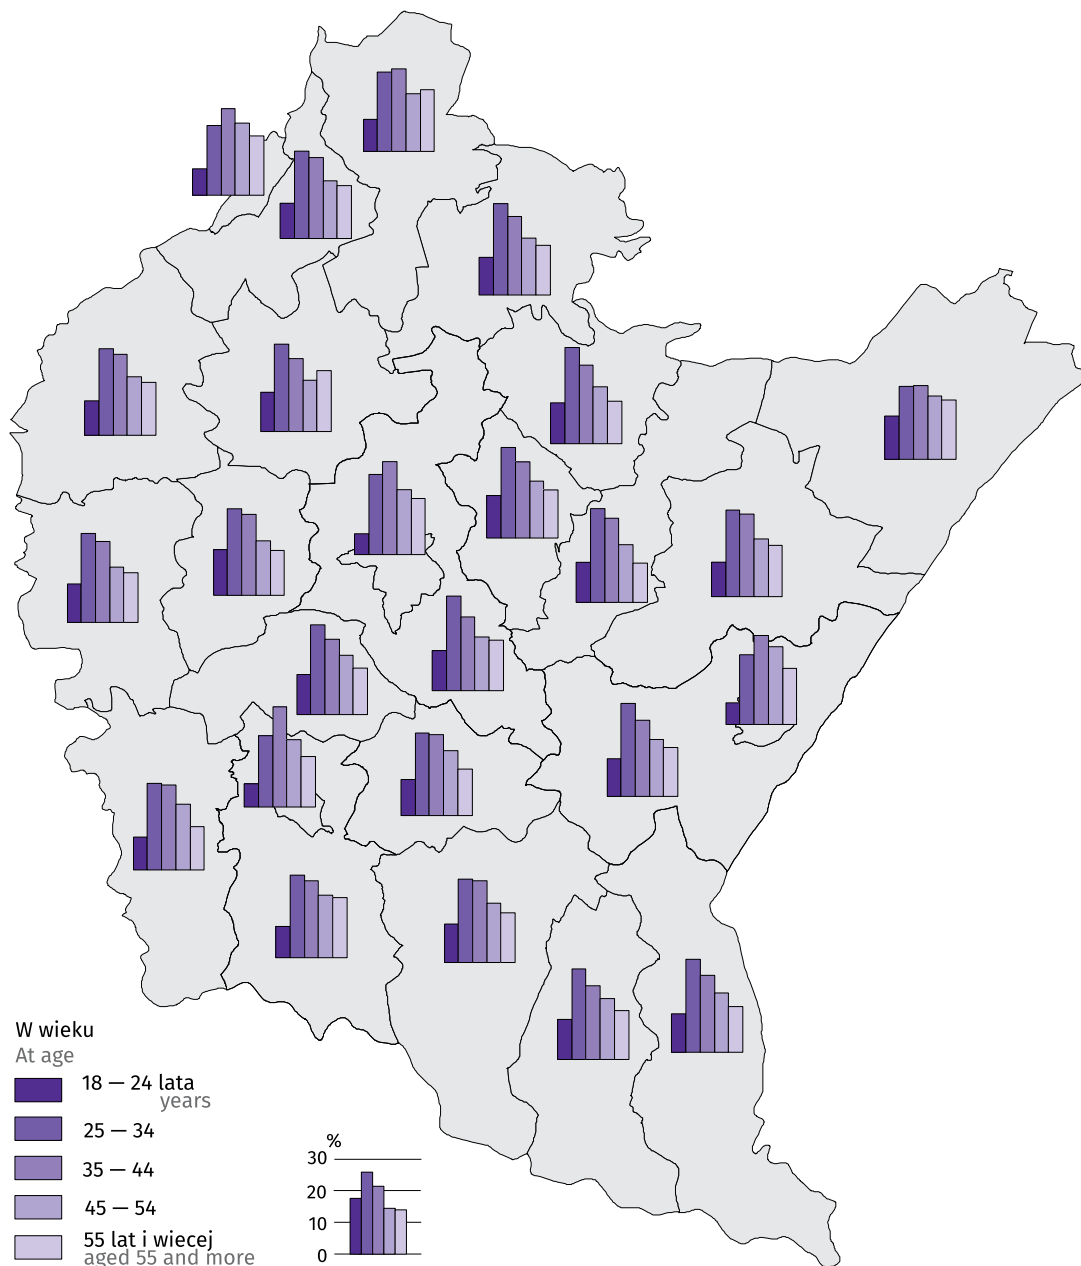 W wieku
At age
18 — 24 lata
years
25 — 34
35 — 44
45 — 54
55 lat i wiecej
aged 55 and more
%
30
20
10
0